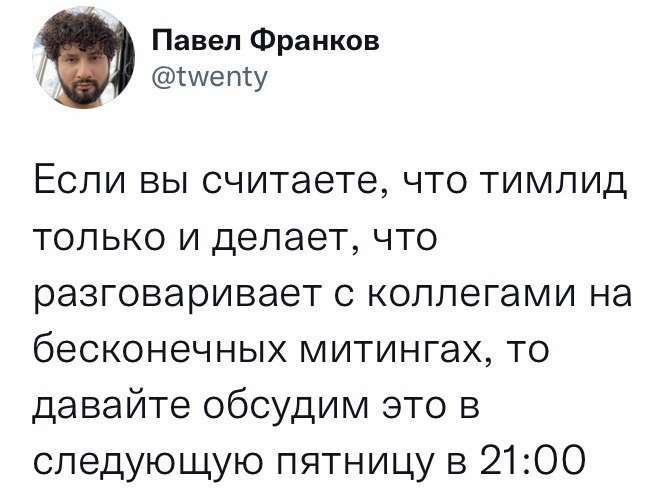 Павел Франков
@twenty
Если вы считаете, что тимлид
только и делает, что
разговаривает с коллегами на
бесконечных митингах, то
давайте обсудим это в
следующую пятницу в 21:00